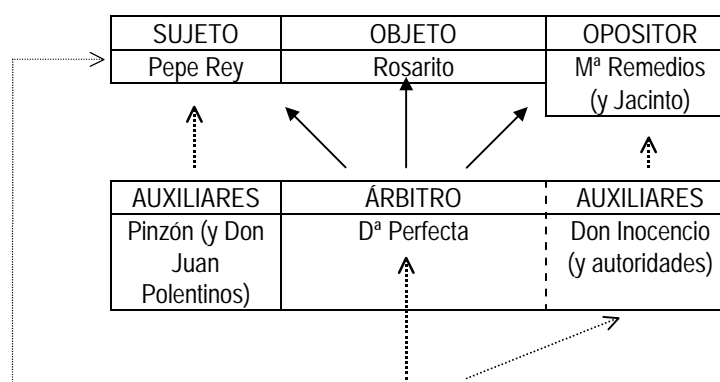 SUJETO
OBJETO
OPOSITOR
Pepe Rey
Rosarito
Mª Remedios
(y Jacinto)
AUXILIARES
ÁRBITRO
AUXILIARES
Pinzón (y Don
Juan
Polentinos)
Dª Perfecta
Don Inocencio
(y autoridades)